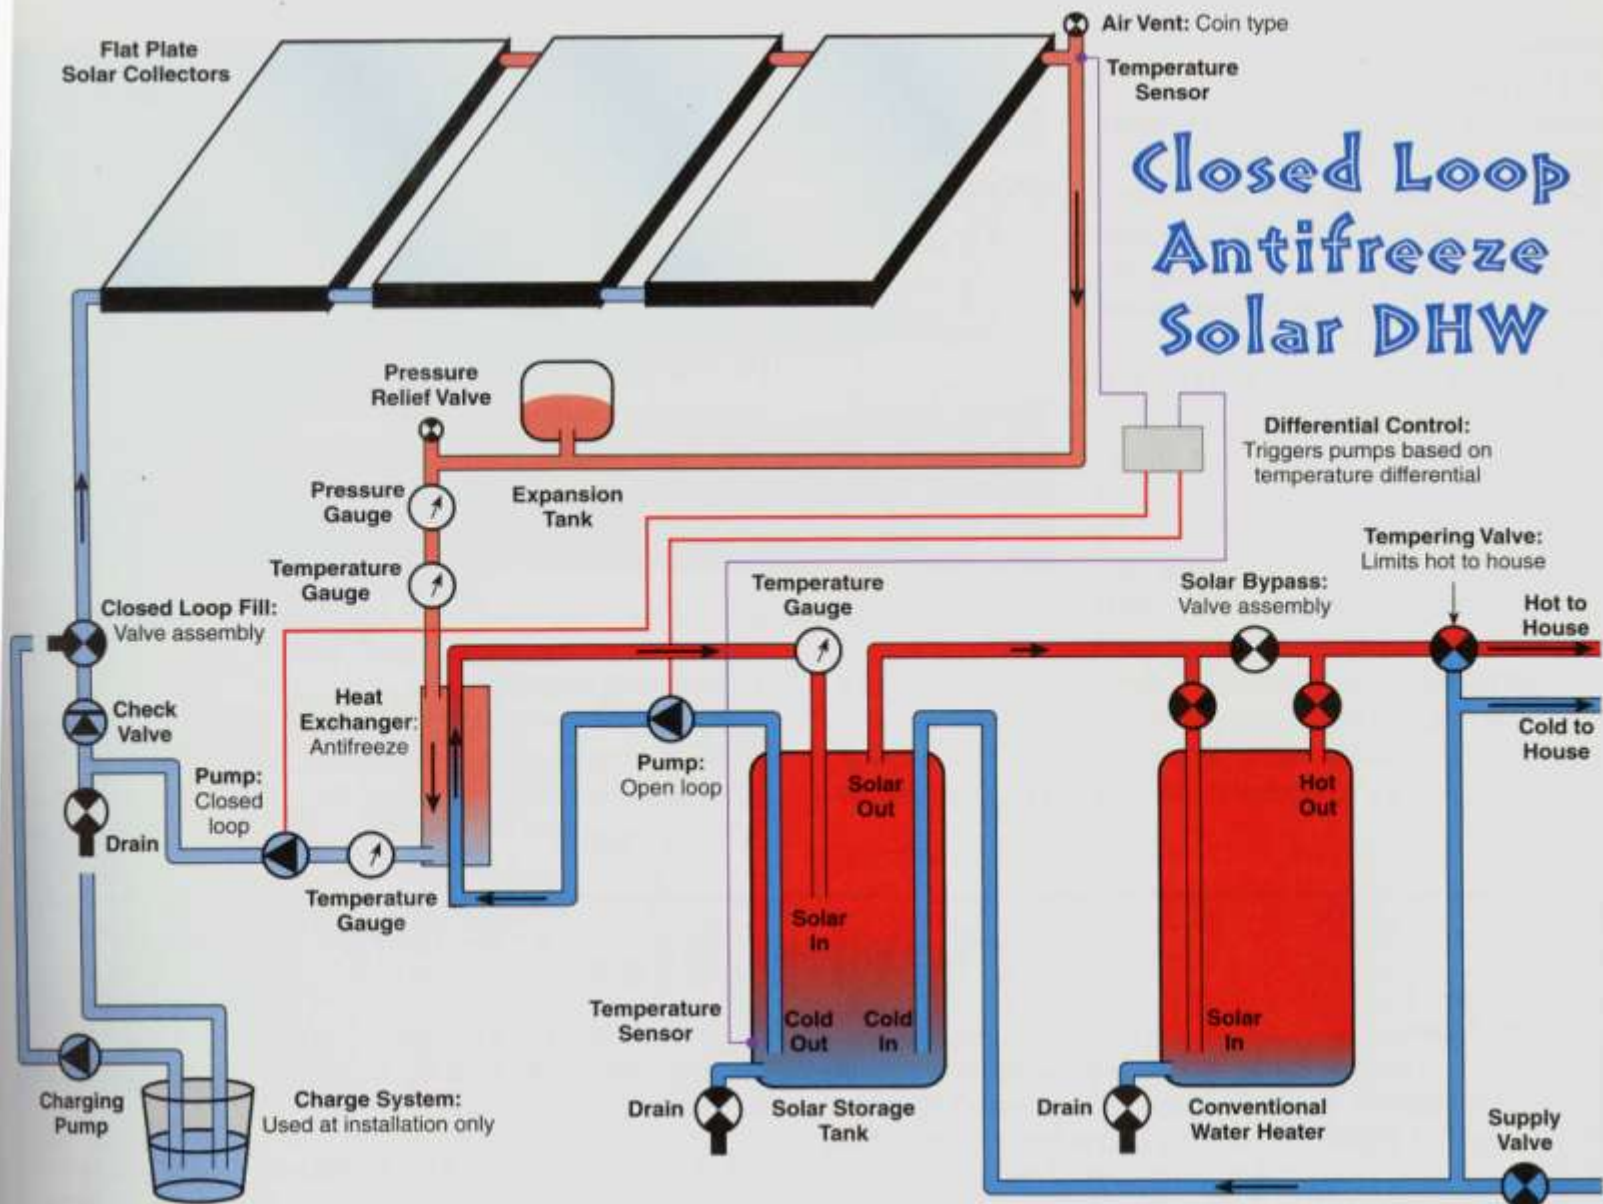 Flat Plate
Solar Collectors
Air Vent: Coin type
Temperature
Sensor
Closed Loop
Antifreeze
Solar DHW
Pressure
Relief Valve
Expansion
Tank
Pressure
Gauge
Temperature
Gauge
Differential Control:
Triggers pumps based on
temperature differential
Closed Loop Fill:
Valve assembly
Check
Valve
Heat
Exchanger:
Antifreeze
Pump:
Closed
loop
Drain
Temperature
Gauge
Temperature
Gauge
Pump:
Open loop
Solar Bypass:
Valve assembly
Tempering Valve:
Limits hot to house
Hot to
House
Cold to
House
Solar
Out
Hot
Out
Solar
In
Temperature
Sensor
Cold
Out
Cold
In
Solar
In
Charging
Pump
Charge System:
Used at installation only
Drain
Solar Storage
Tank
Drain
Conventional
Water Heater
Supply
Valve